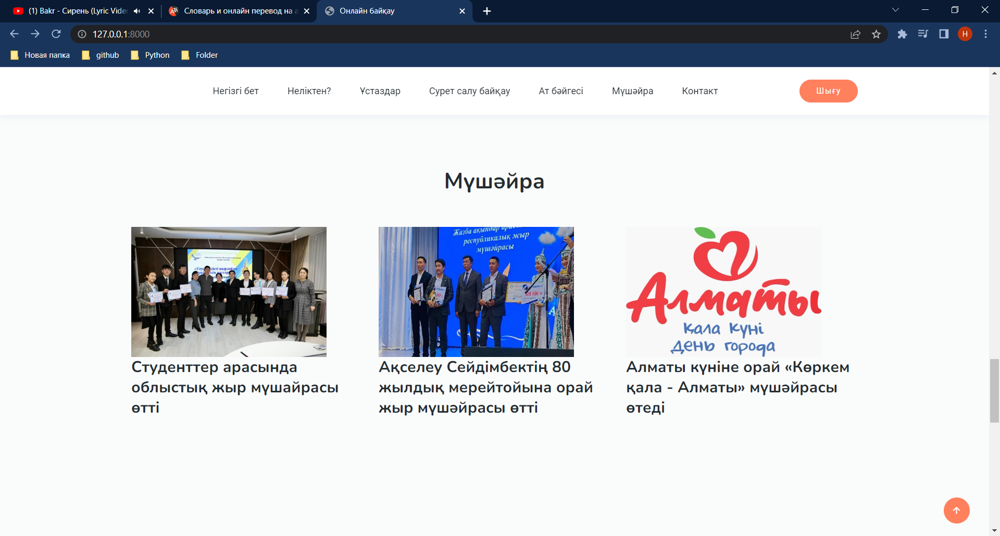 (1) Bakr - Сирень (Lyric Vide
Словарь и онлайн перевод на а
Онлайн байқау
127.0.0.1:8000
H
Новая папка
github
Python
Folder
Негізгі бет
Неліктен?
Ұстаздар
Сурет салу байқау
Ат бәйгесі
Мүшәйра
Контакт
Шығу
Мүшәйра
«Тәуелсіздікті жырлайды
Жазба ақындар арасы
республикалық жыр
мүшәйрасы
Алматы
қала күні
день города
Студенттер арасында
облыстық жыр мүшайрасы
өтті
Ақселеу Сейдімбектің 80
жылдық мерейтойына орай
жыр мүшәйрасы өтті
Алматы күніне орай «Көркем
қала - Алматы» мүшәйрасы
өтеді